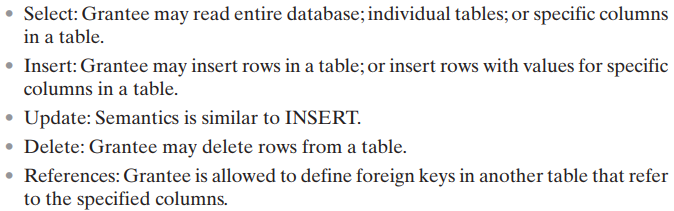 • Select: Grantee may read entire database; individual tables; or specific columns
in a table.
• Insert: Grantee may insert rows in a table; or insert rows with values for specific
columns in a table.
• Update: Semantics is similar to INSERT.
• Delete: Grantee may delete rows from a table.
• References: Grantee is allowed to define foreign keys in another table that refer
to the specified columns.